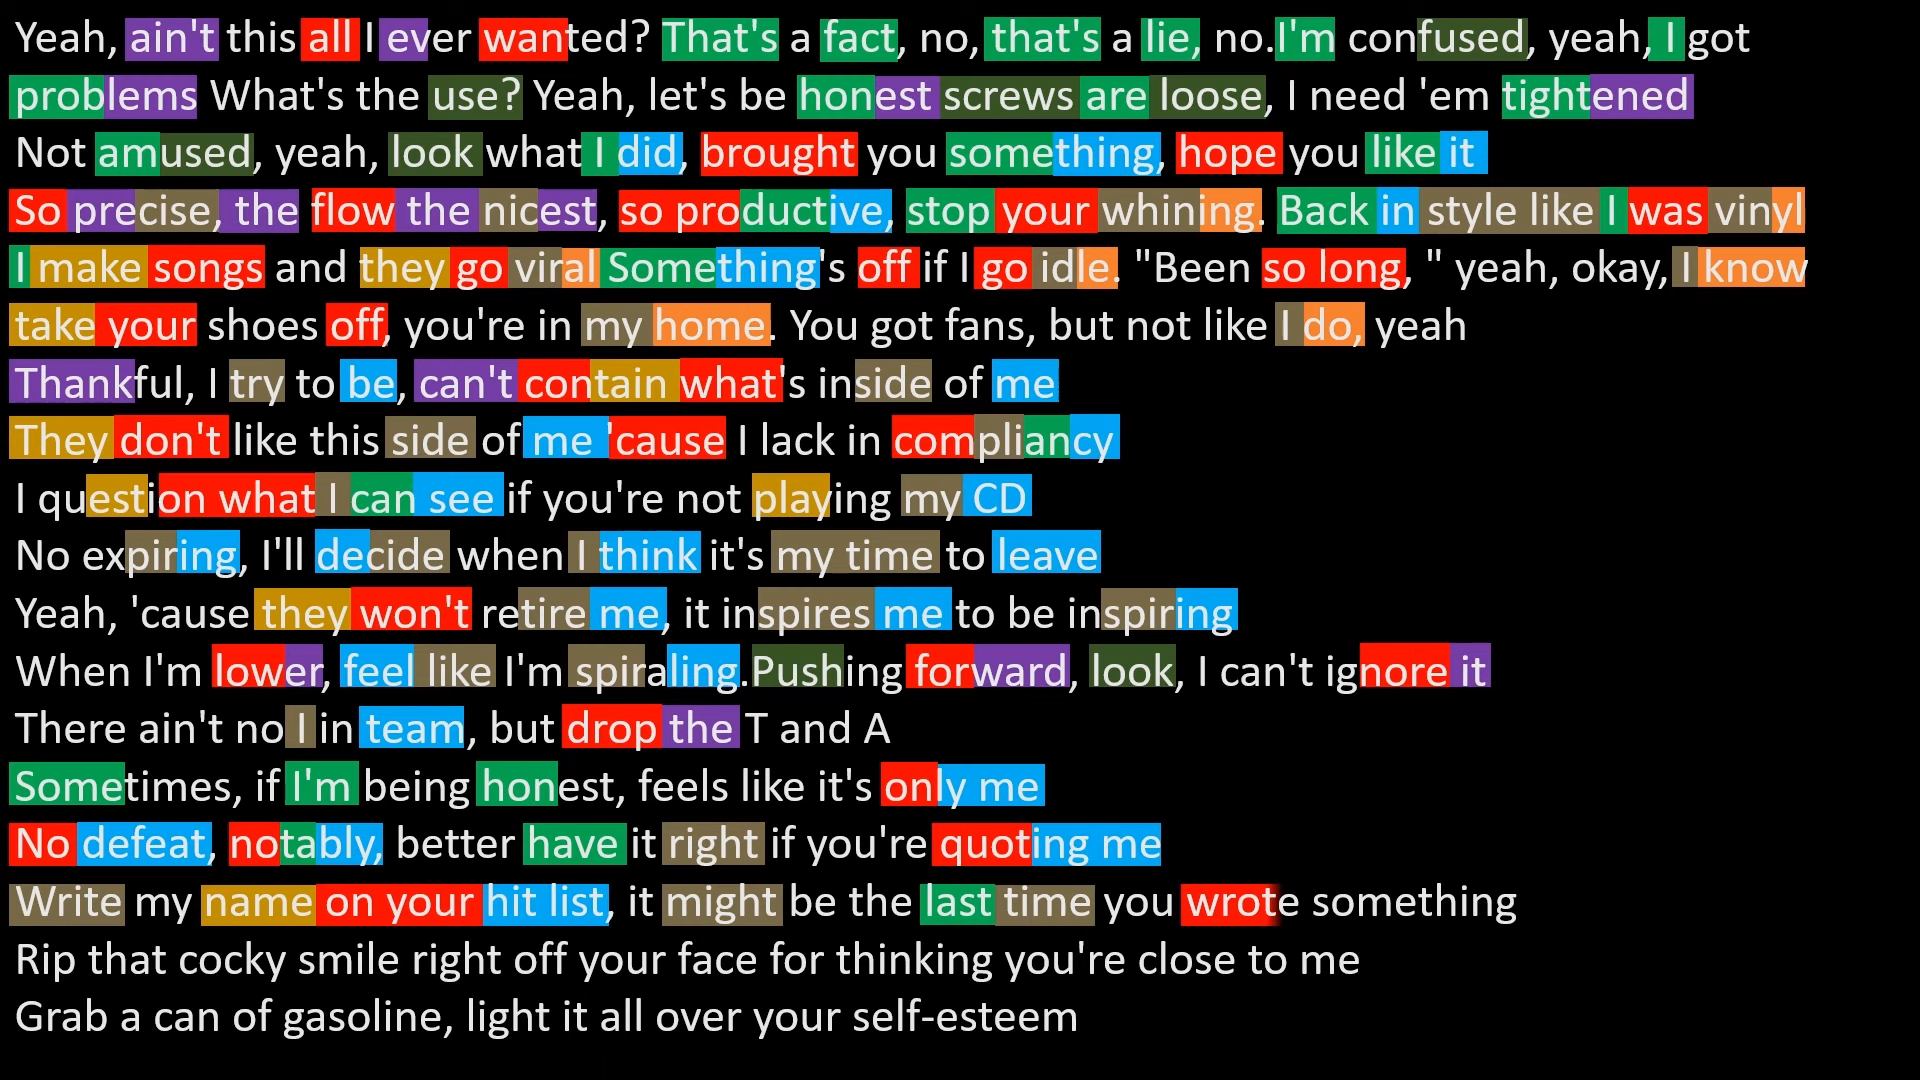 Yeah, ain't this all I ever wanted? That's a fact, no, that's a lie, no.I'm confused, yeah, I got
problems What's the use? Yeah, let's be honest screws are loose, I need 'em tightened
Not amused, yeah, look what I did, brought you something, hope you like it
So precise, the flow the nicest, so productive, stop your whining. Back in style like I was vinyl
I make songs and they go viral Something's off if I go idle. "Been so long, " yeah, okay, I know
take your shoes off, you're in my home. You got fans, but not like I do, yeah
Thankful, I try to be, can't contain what's inside of me
They don't like this side of me 'cause I lack in compliancy
I question what I can see if you're not playing my CD
No expiring, I'll decide when I think it's my time to leave
Yeah, 'cause they won't retire me, it inspires me to be inspiring
When I'm lower, feel like I'm spiraling.Pushing forward, look, I can't ignore it
There ain't no I in team, but drop the T and A
Sometimes, if I'm being honest, feels like it's only me
No defeat, notably, better have it right if you're quoting me
Write my name on your hit list, it might be the last time you wrote something
Rip that cocky smile right off your face for thinking you're close to me
Grab a can of gasoline, light it all over your self-esteem